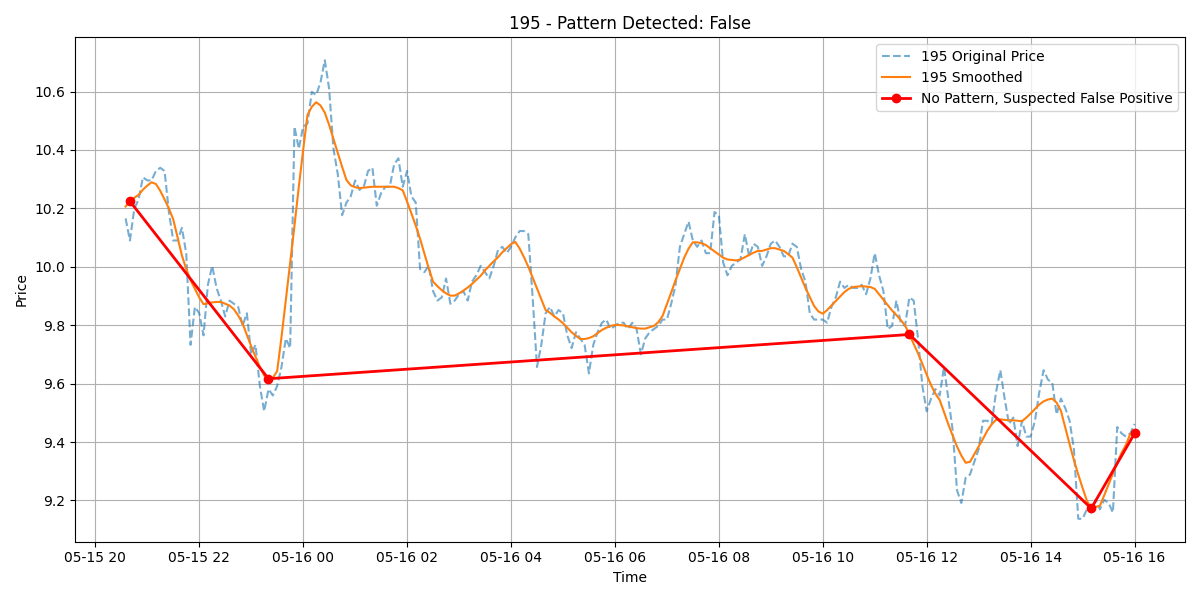 195 - Pattern Detected: False
195 Original Price
195 Smoothed
No Pattern, Suspected False Positive
Price
10.6
10.4
10.2
10.0
9.8
9.6
9.4
9.2
05-15 20 05-15 22 05-16 00 05-16 02 05-16 04 05-16 06 05-16 08 05-16 10 05-16 12 05-16 14 05-16 16
Time